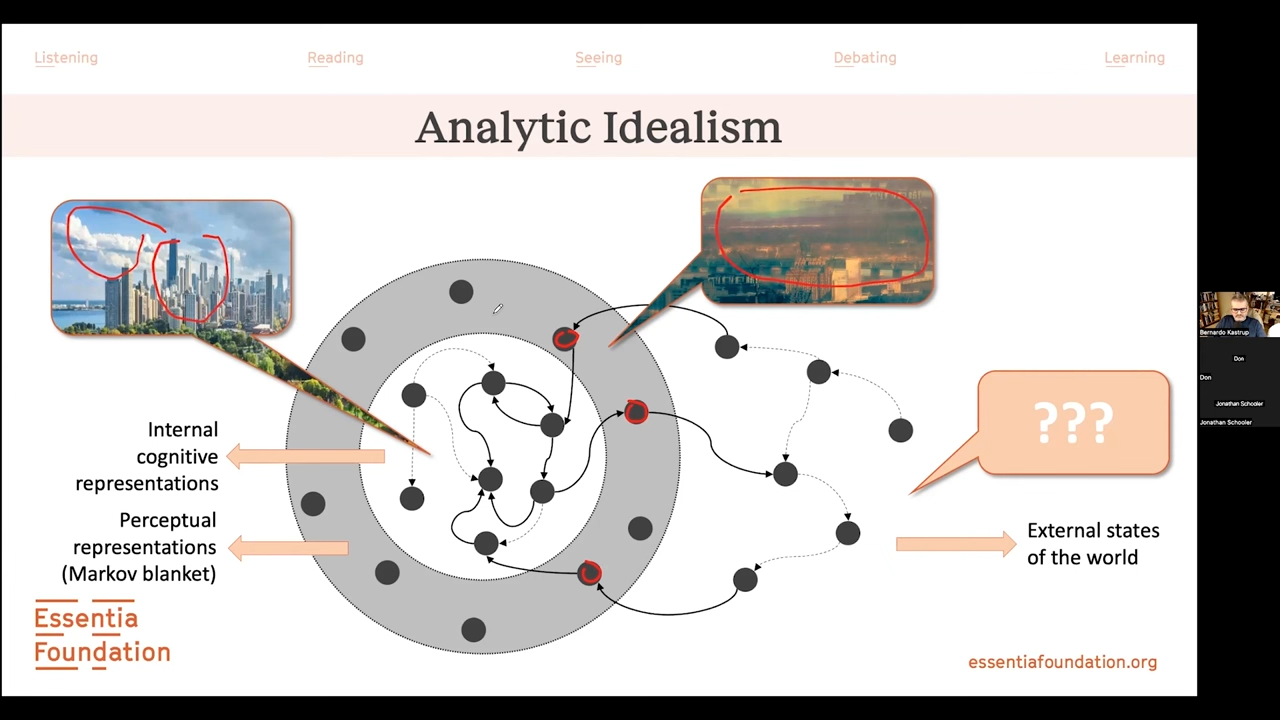 Listening
Reading
Seeing
Debating
Learning
Analytic Idealism
???
Internal
cognitive
representations
Perceptual
representations
(Markov blanket)
External states
of the world
Essentia
Foundation
essentiafoundation.org
Bernardo Kastrup
Don
Don
Jonathan Schooler
Jonathan Schooler